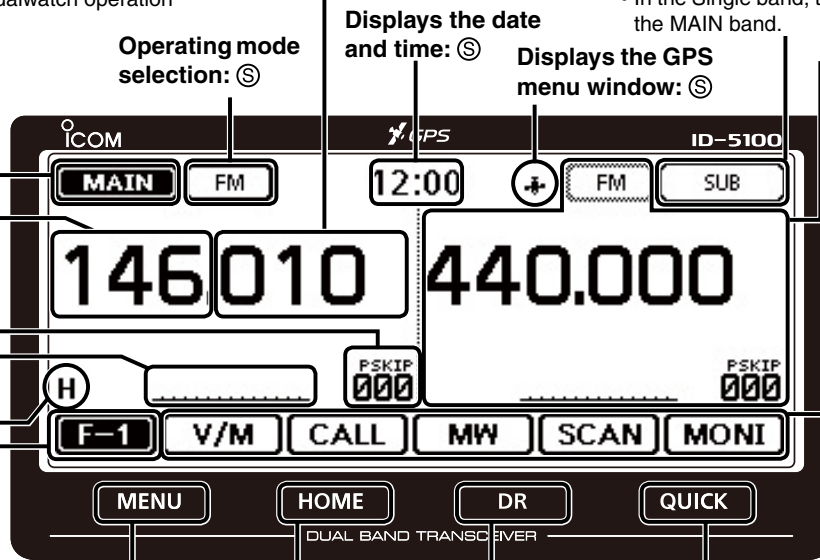 dualwatch operation
Operating mode
selection: Ⓢ
Displays the date
and time: Ⓢ
Displays the GPS
menu window: Ⓢ
• In the Single band,
the MAIN band.
ICOM
GPS
ID-5100
MAIN
FM
12:00
FM
SUB
146.010
440.000
PSKIP
000
PSKIP
000
H
F-1
V/M
CALL
MW
SCAN
MONI
MENU
HOME
DR
QUICK
DUAL BAND TRANSCEIVER